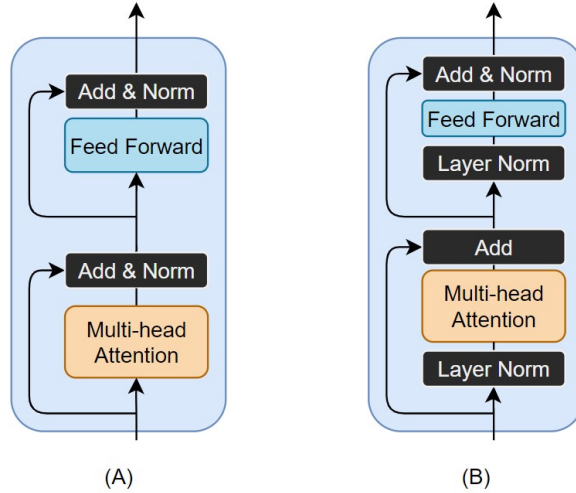 Add & Norm
Feed Forward
Add & Norm
Multi-head
Attention
(A)
Add & Norm
Feed Forward
Layer Norm
Add
Multi-head
Attention
Layer Norm
(B)